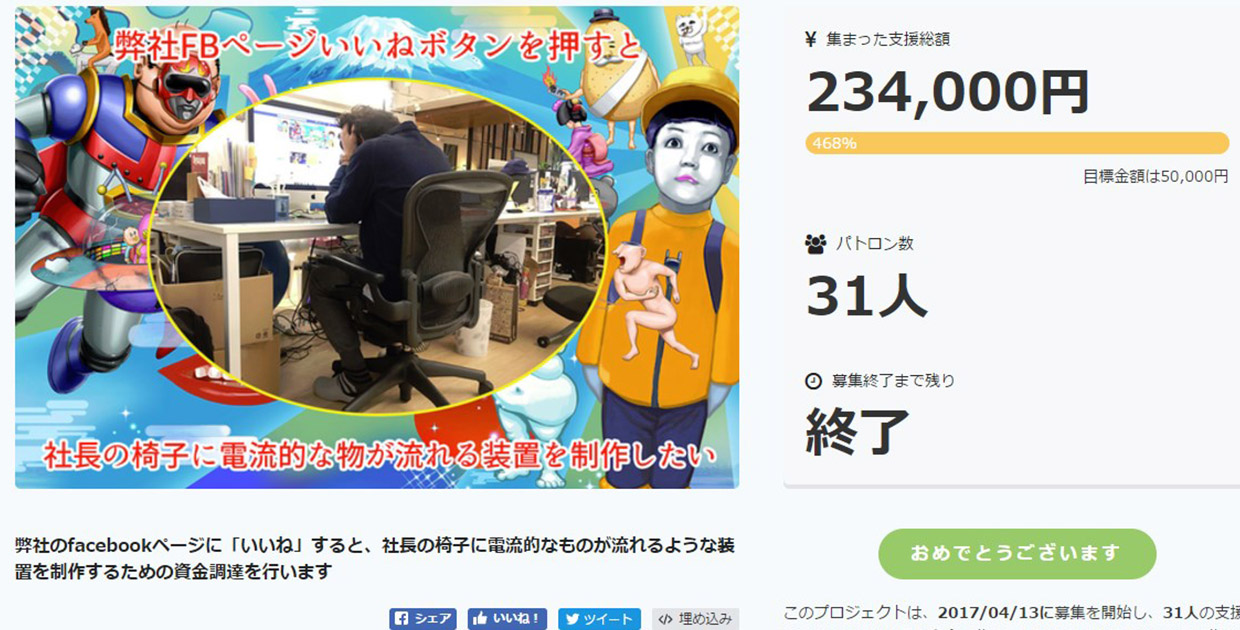 弊社FBページいいねボタンを押すと
社長の椅子に電流的な物が流れる装置を制作したい
¥ 集まった支援総額
234,000円
468%
目標金額は50,000円
パトロン数
31人
募集終了まで残り
終了
弊社のfacebookページに「いいね」すると、社長の椅子に電流的なものが流れるような装
置を制作するための資金調達を行います
シェア
いいね！
ツイート
</> 埋め込み
おめでとうございます
このプロジェクトは、2017/04/13に募集を開始し、31人の支援